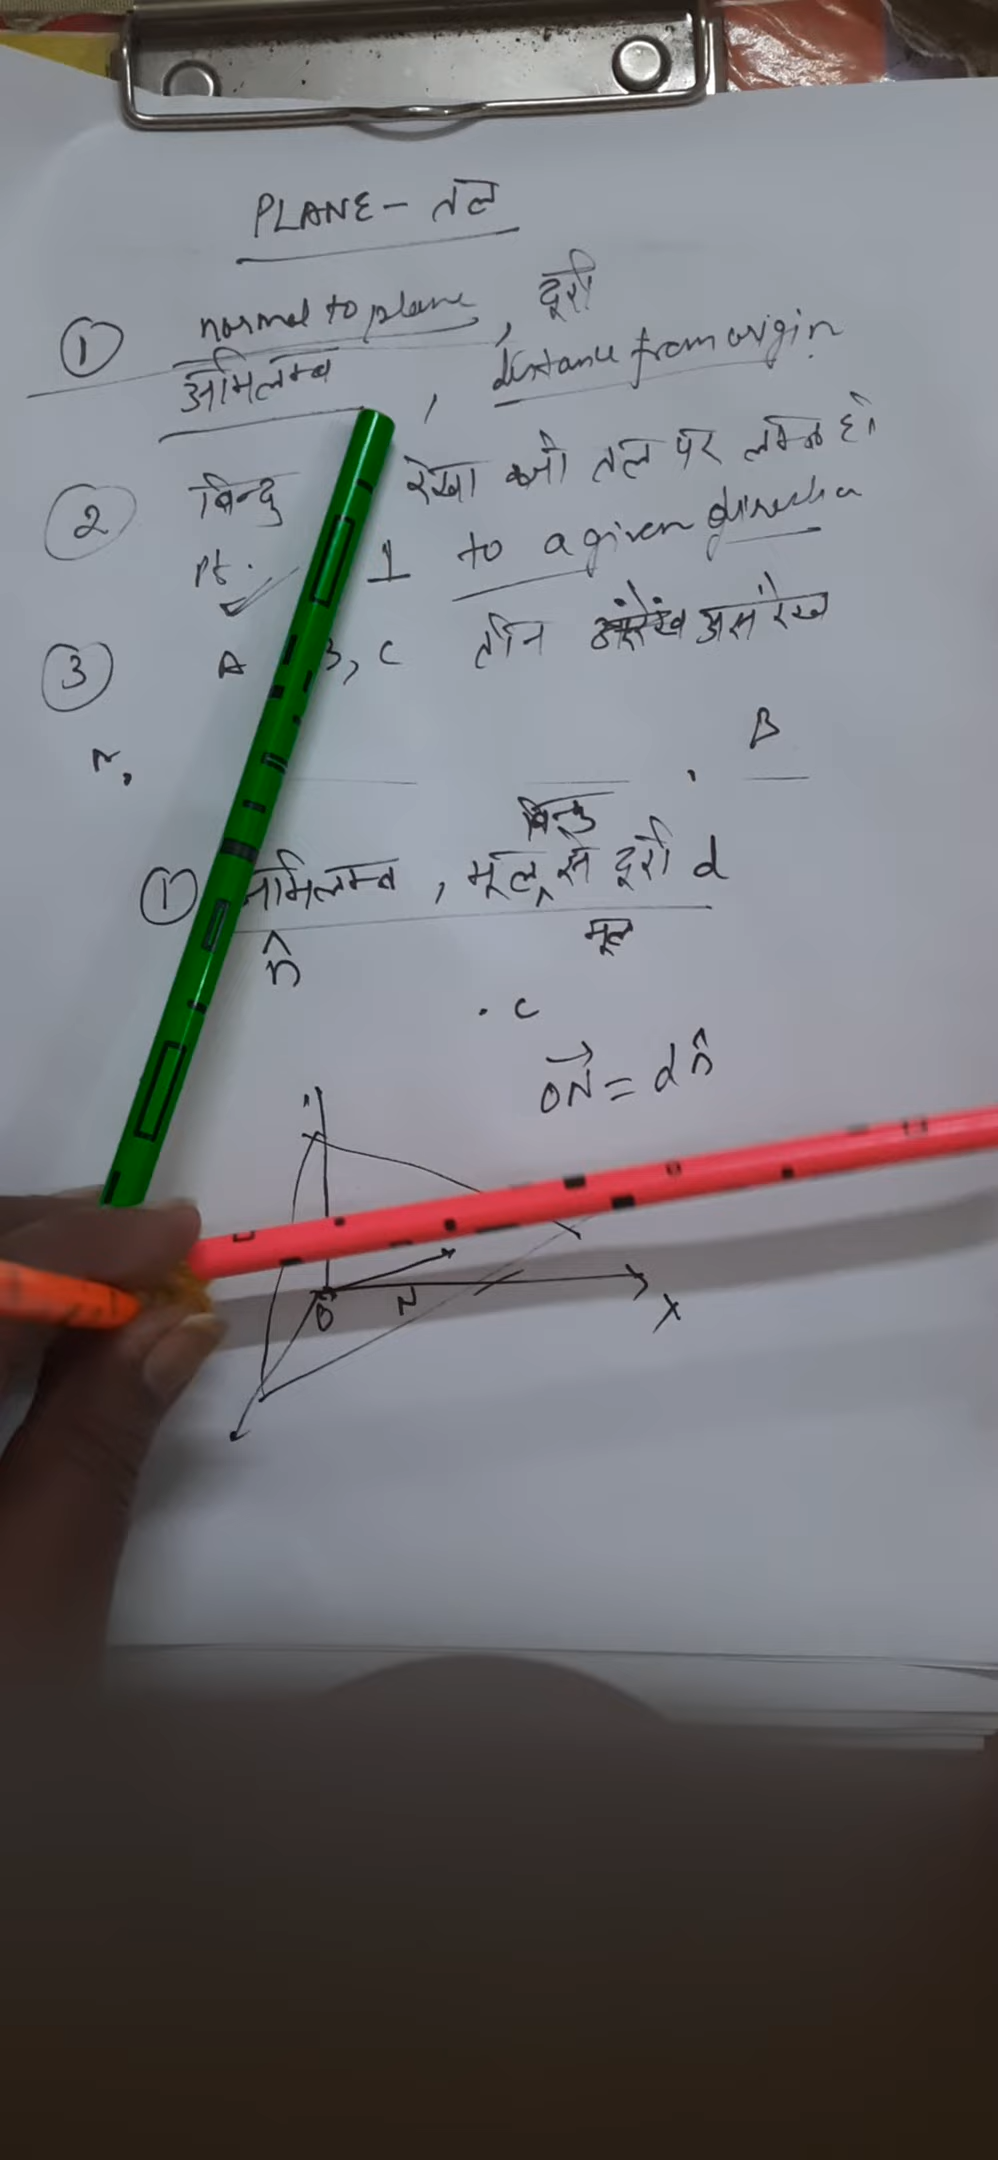 PLANE - तल
① normal to plane, दूरी
अभिलम्ब, distance from origin
② बिन्दु रेखा जो तल पर लम्ब हो
Pt. ⊥ to a given direction
③ A B, C तीन असंरेख
B
बिन्दु
① अभिलम्ब, मूल से दूरी d
n̂ मूल
. C
ON = d n̂
O N X